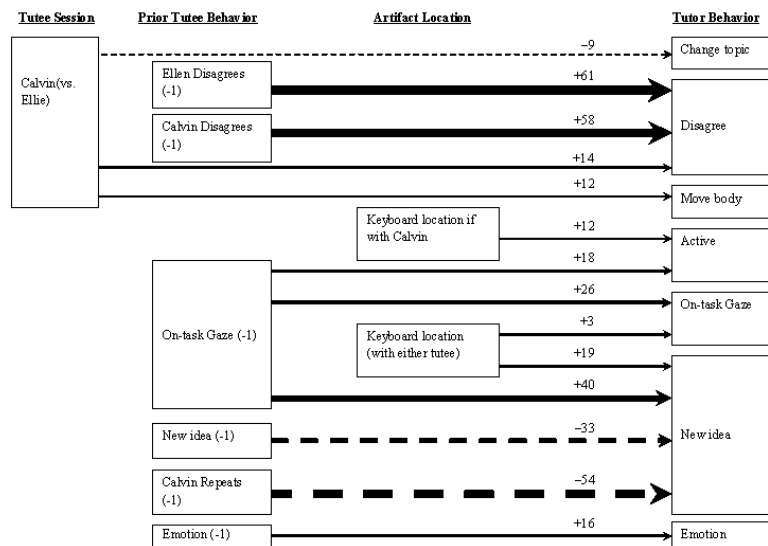 Tutee Session Prior Tutee Behavior Artifact Location Tutor Behavior
–9
Change topic
Calvin(vs.
Ellie)
Ellen Disagrees
(-1)
+61
Calvin Disagrees
(-1)
+58
Disagree
+14
+12
Move body
Keyboard location if
with Calvin
+12
Active
+18
On-task Gaze (-1)
+26
On-task Gaze
Keyboard location
(with either tutee)
+3
+19
+40
New idea
New idea (-1)
–33
Calvin Repeats
(-1)
–54
Emotion (-1)
+16
Emotion